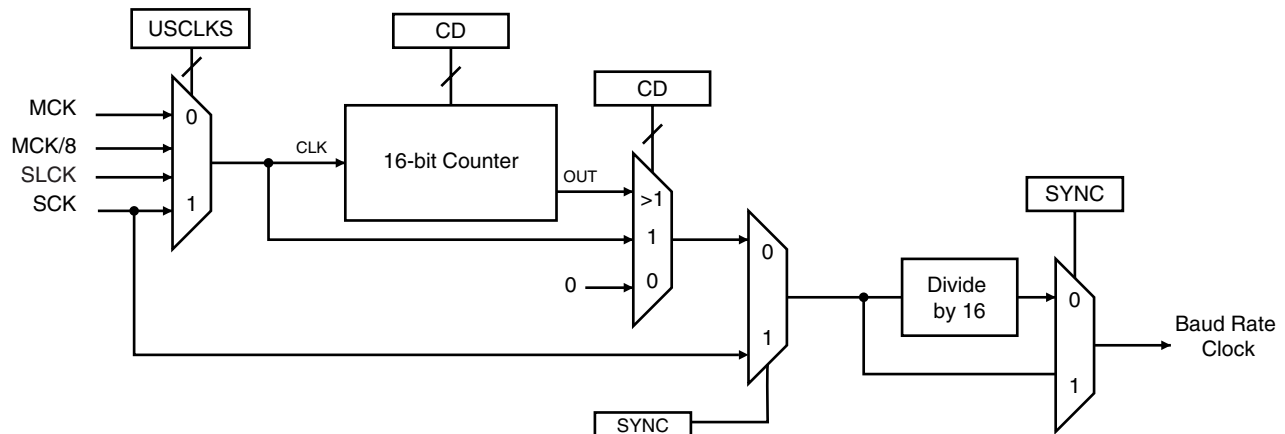 USCLKS
CD
CD
MCK
0
MCK/8
CLK
16-bit Counter
SLCK
OUT
SCK
1
>1
SYNC
1
0
0
0
Divide
by 16
0
Baud Rate
Clock
1
1
SYNC